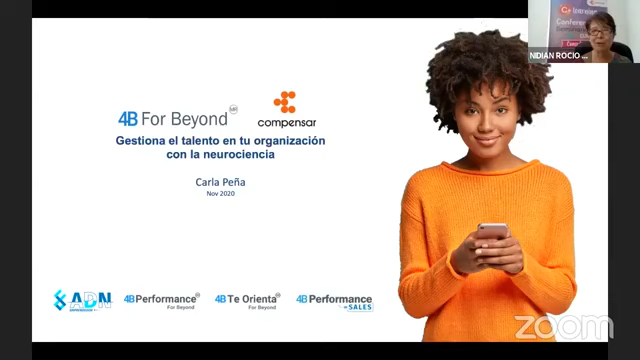 4B For Beyond MR
compensar
Gestiona el talento en tu organización
con la neurociencia
Carla Peña
Nov 2020
ADN
4B Performance
For Beyond
4B Te Orienta
For Beyond
4B Performance
SALES
NIDIAN ROCIO
zoom